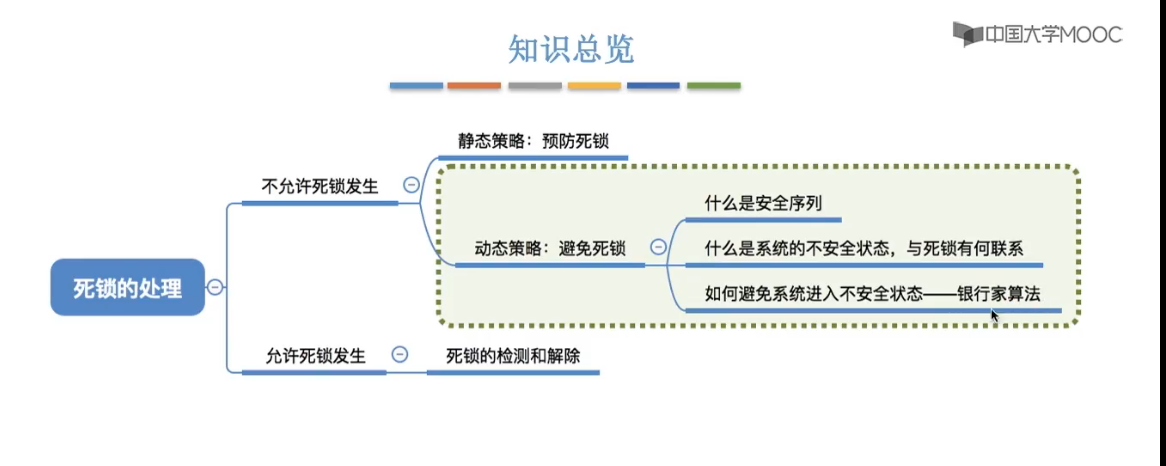 中国大学MOOC
知识总览
静态策略：预防死锁
不允许死锁发生
什么是安全序列
动态策略：避免死锁
什么是系统的不安全状态，与死锁有何联系
死锁的处理
如何避免系统进入不安全状态——银行家算法
允许死锁发生
死锁的检测和解除